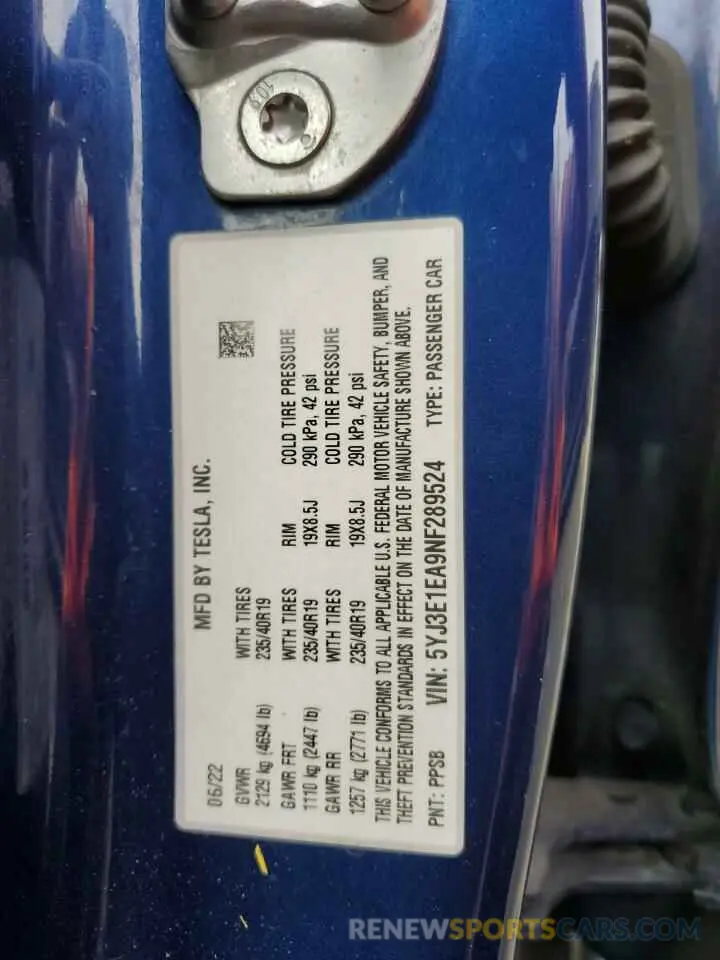 10.9
06/22 MFD BY TESLA, INC.
GVWR WITH TIRES
2129 kg (4694 lb) 235/40R19
GAWR FRT WITH TIRES RIM COLD TIRE PRESSURE
1110 kg (2447 lb) 235/40R19 19X8.5J 290 kPa, 42 psi
GAWR RR WITH TIRES RIM COLD TIRE PRESSURE
1257 kg (2771 lb) 235/40R19 19X8.5J 290 kPa, 42 psi
THIS VEHICLE CONFORMS TO ALL APPLICABLE U.S. FEDERAL MOTOR VEHICLE SAFETY, BUMPER, AND
THEFT PREVENTION STANDARDS IN EFFECT ON THE DATE OF MANUFACTURE SHOWN ABOVE.
PNT: PPSB VIN: 5YJ3E1EA9NF289524 TYPE: PASSENGER CAR
RENEWSPORTSCARS.COM